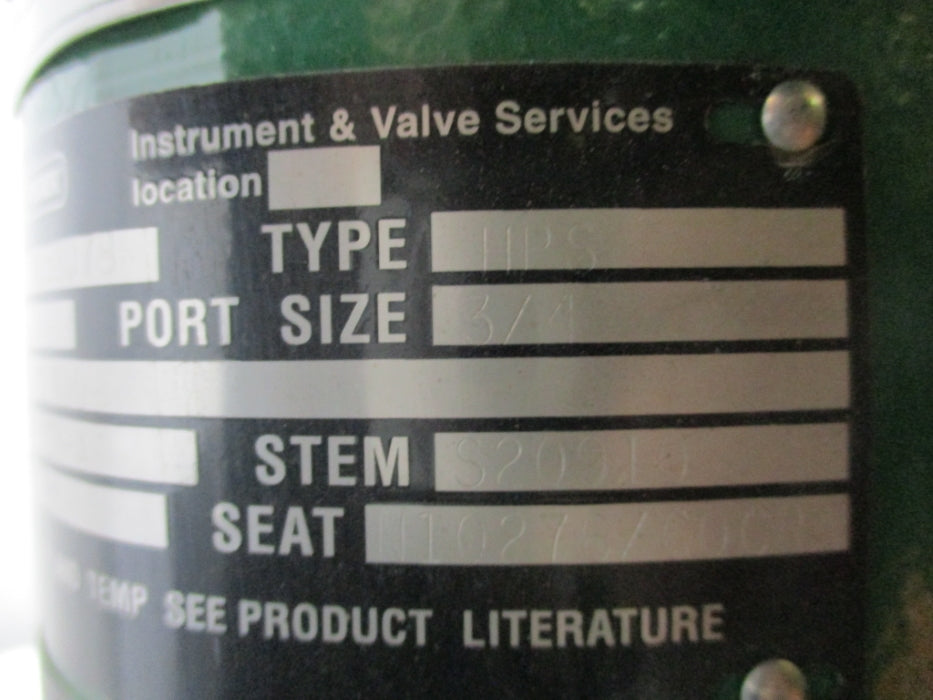 Instrument & Valve Services
location
TYPE HPS
PORT SIZE 3/4
STEM
SEAT
TEMP SEE PRODUCT LITERATURE